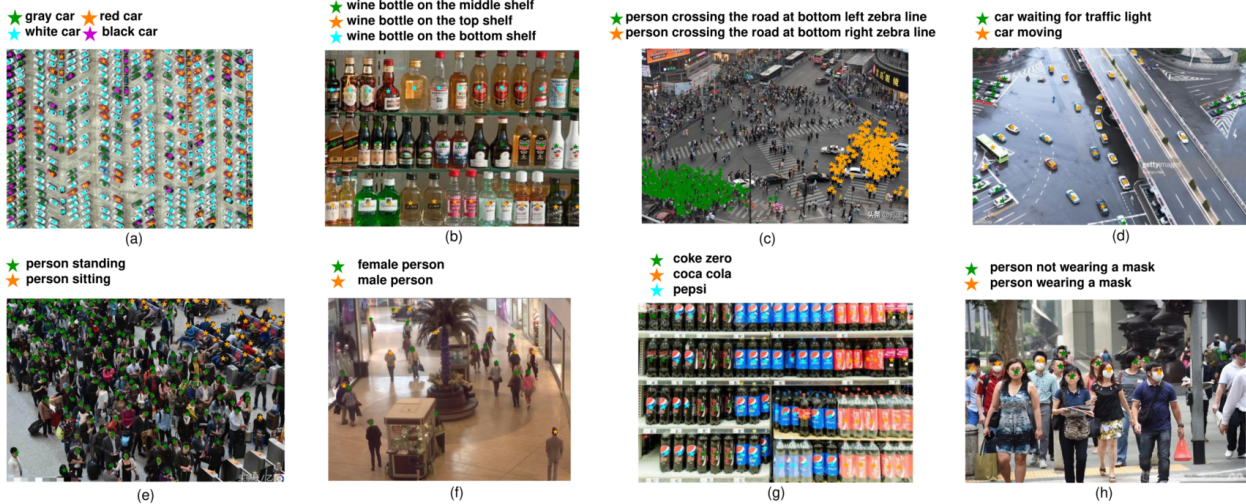 gray car red car
white car black car
(a)
wine bottle on the middle shelf
wine bottle on the top shelf
wine bottle on the bottom shelf
(b)
person crossing the road at bottom left zebra line
person crossing the road at bottom right zebra line
(c)
car waiting for traffic light
car moving
gettyimages
(d)
person standing
person sitting
(e)
female person
male person
(f)
coke zero
coca cola
pepsi
(g)
person not wearing a mask
person wearing a mask
(h)